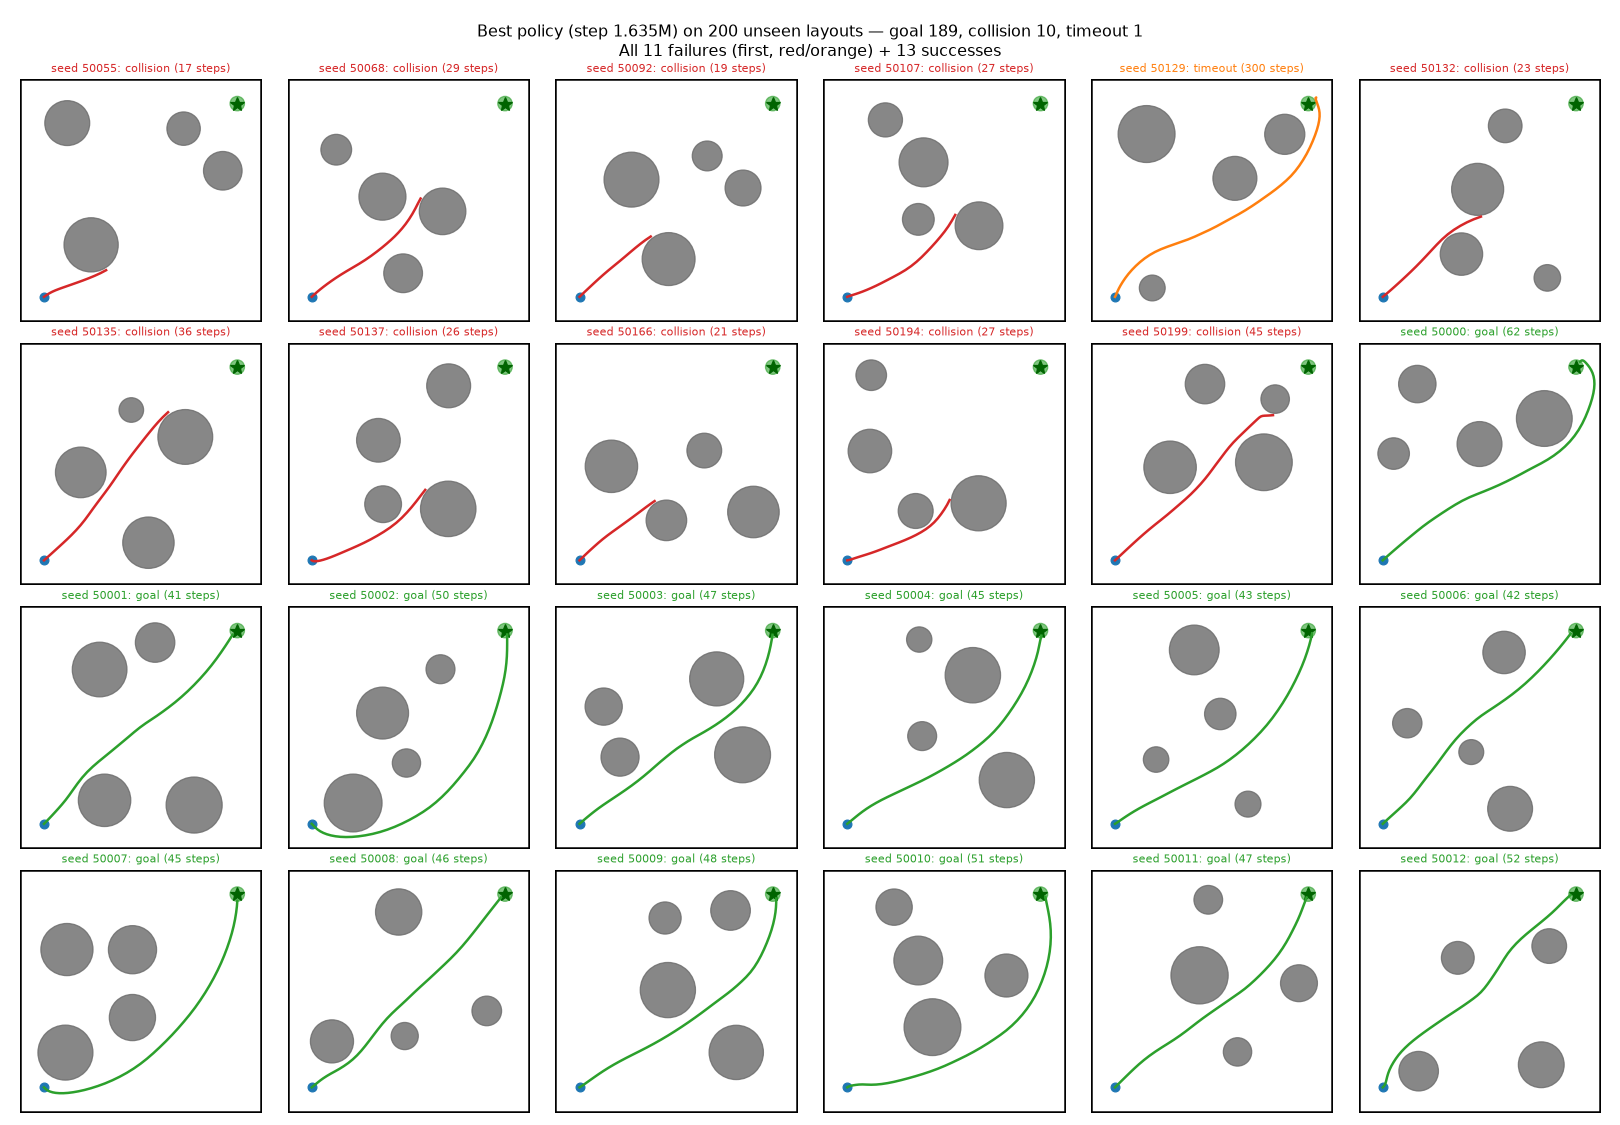 Best policy (step 1.635M) on 200 unseen layouts — goal 189, collision 10, timeout 1
All 11 failures (first, red/orange) + 13 successes
seed 50055: collision (17 steps)
seed 50068: collision (29 steps)
seed 50092: collision (19 steps)
seed 50107: collision (27 steps)
seed 50129: timeout (300 steps)
seed 50132: collision (23 steps)
seed 50135: collision (36 steps)
seed 50137: collision (26 steps)
seed 50166: collision (21 steps)
seed 50194: collision (27 steps)
seed 50199: collision (45 steps)
seed 50000: goal (62 steps)
seed 50001: goal (41 steps)
seed 50002: goal (50 steps)
seed 50003: goal (47 steps)
seed 50004: goal (45 steps)
seed 50005: goal (43 steps)
seed 50006: goal (42 steps)
seed 50007: goal (45 steps)
seed 50008: goal (46 steps)
seed 50009: goal (48 steps)
seed 50010: goal (51 steps)
seed 50011: goal (47 steps)
seed 50012: goal (52 steps)